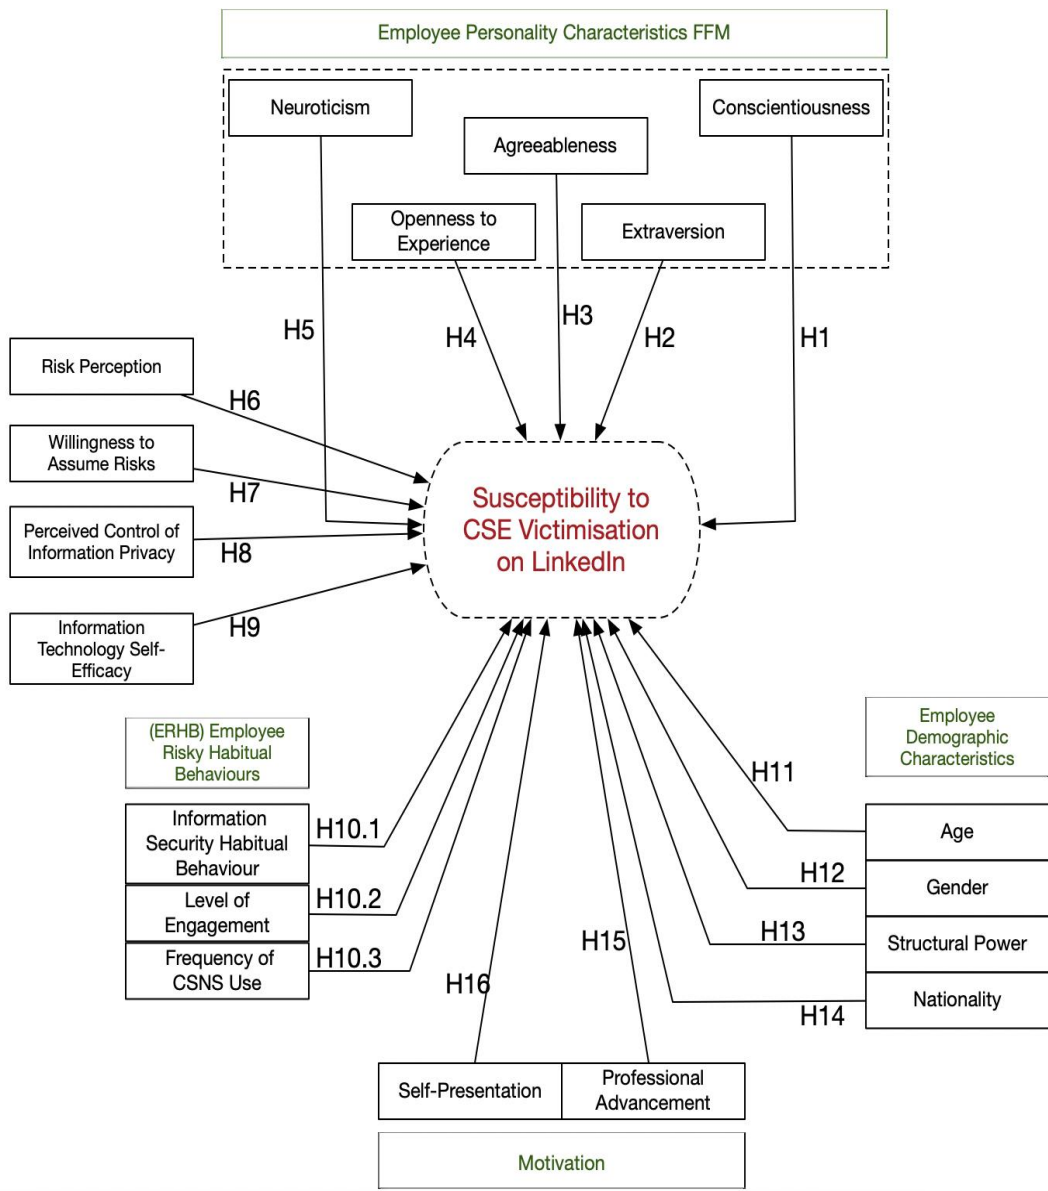 Employee Personality Characteristics FFM
Neuroticism
Conscientiousness
Agreeableness
Openness to
Experience
Extraversion
H5
H4
H3
H2
H1
Risk Perception
H6
Willingness to
Assume Risks
H7
Perceived Control of
Information Privacy
H8
Information
Technology Self-
Efficacy
H9
Susceptibility to
CSE Victimisation
on LinkedIn
(ERHB) Employee
Risky Habitual
Behaviours
Information
Security Habitual
Behaviour
H10.1
Level of
Engagement
H10.2
Frequency of
CSNS Use
H10.3
Employee
Demographic
Characteristics
H11
Age
H12
Gender
H13
Structural Power
H14
Nationality
H16
H15
Self-Presentation
Professional
Advancement
Motivation